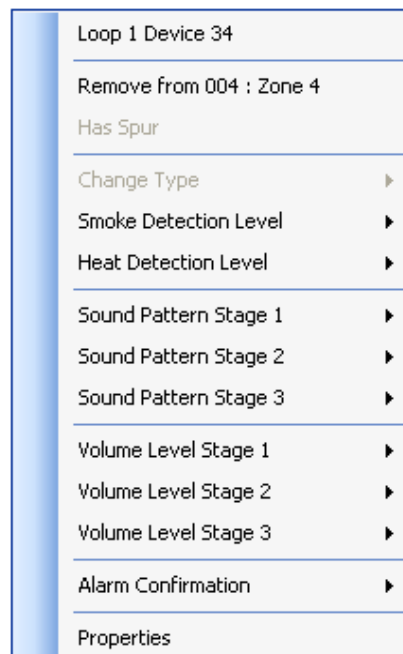 Loop 1 Device 34
Remove from 004 : Zone 4
Has Spur
Change Type
Smoke Detection Level
Heat Detection Level
Sound Pattern Stage 1
Sound Pattern Stage 2
Sound Pattern Stage 3
Volume Level Stage 1
Volume Level Stage 2
Volume Level Stage 3
Alarm Confirmation
Properties